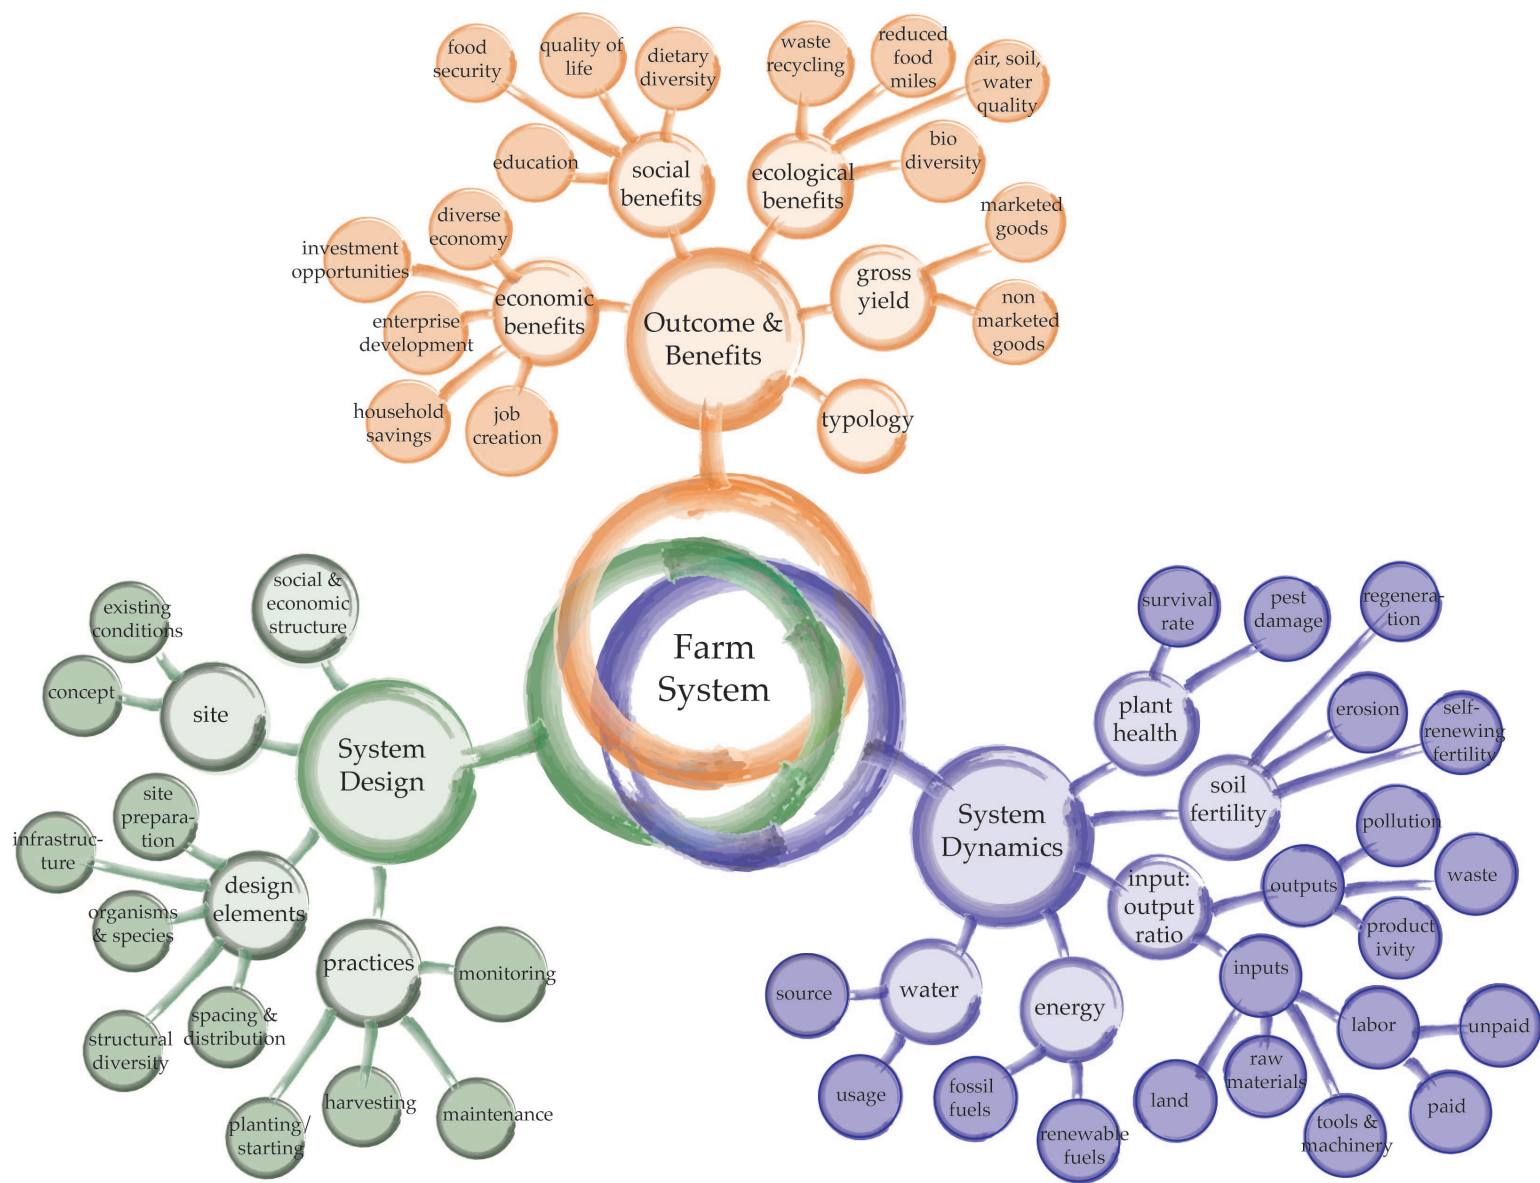 food
security
quality of
life
dietary
diversity
education
social
benefits
waste
recycling
reduced
food
miles
air, soil,
water
quality
bio
diversity
ecological
benefits
diverse
economy
investment
opportunities
enterprise
development
household
savings
job
creation
economic
benefits
Outcome &
Benefits
gross
yield
marketed
goods
non
marketed
goods
typology
Farm
System
social &
economic
structure
existing
conditions
concept
site
System
Design
site
prepara-
tion
infrastruc-
ture
organisms
& species
structural
diversity
spacing &
distribution
design
elements
practices
monitoring
maintenance
harvesting
planting/
starting
System
Dynamics
plant
health
survival
rate
pest
damage
soil
fertility
regenera-
tion
erosion
self-
renewing
fertility
input:
output
ratio
outputs
pollution
waste
product
ivity
inputs
labor
unpaid
paid
tools &
machinery
raw
materials
land
energy
fossil
fuels
renewable
fuels
water
source
usage